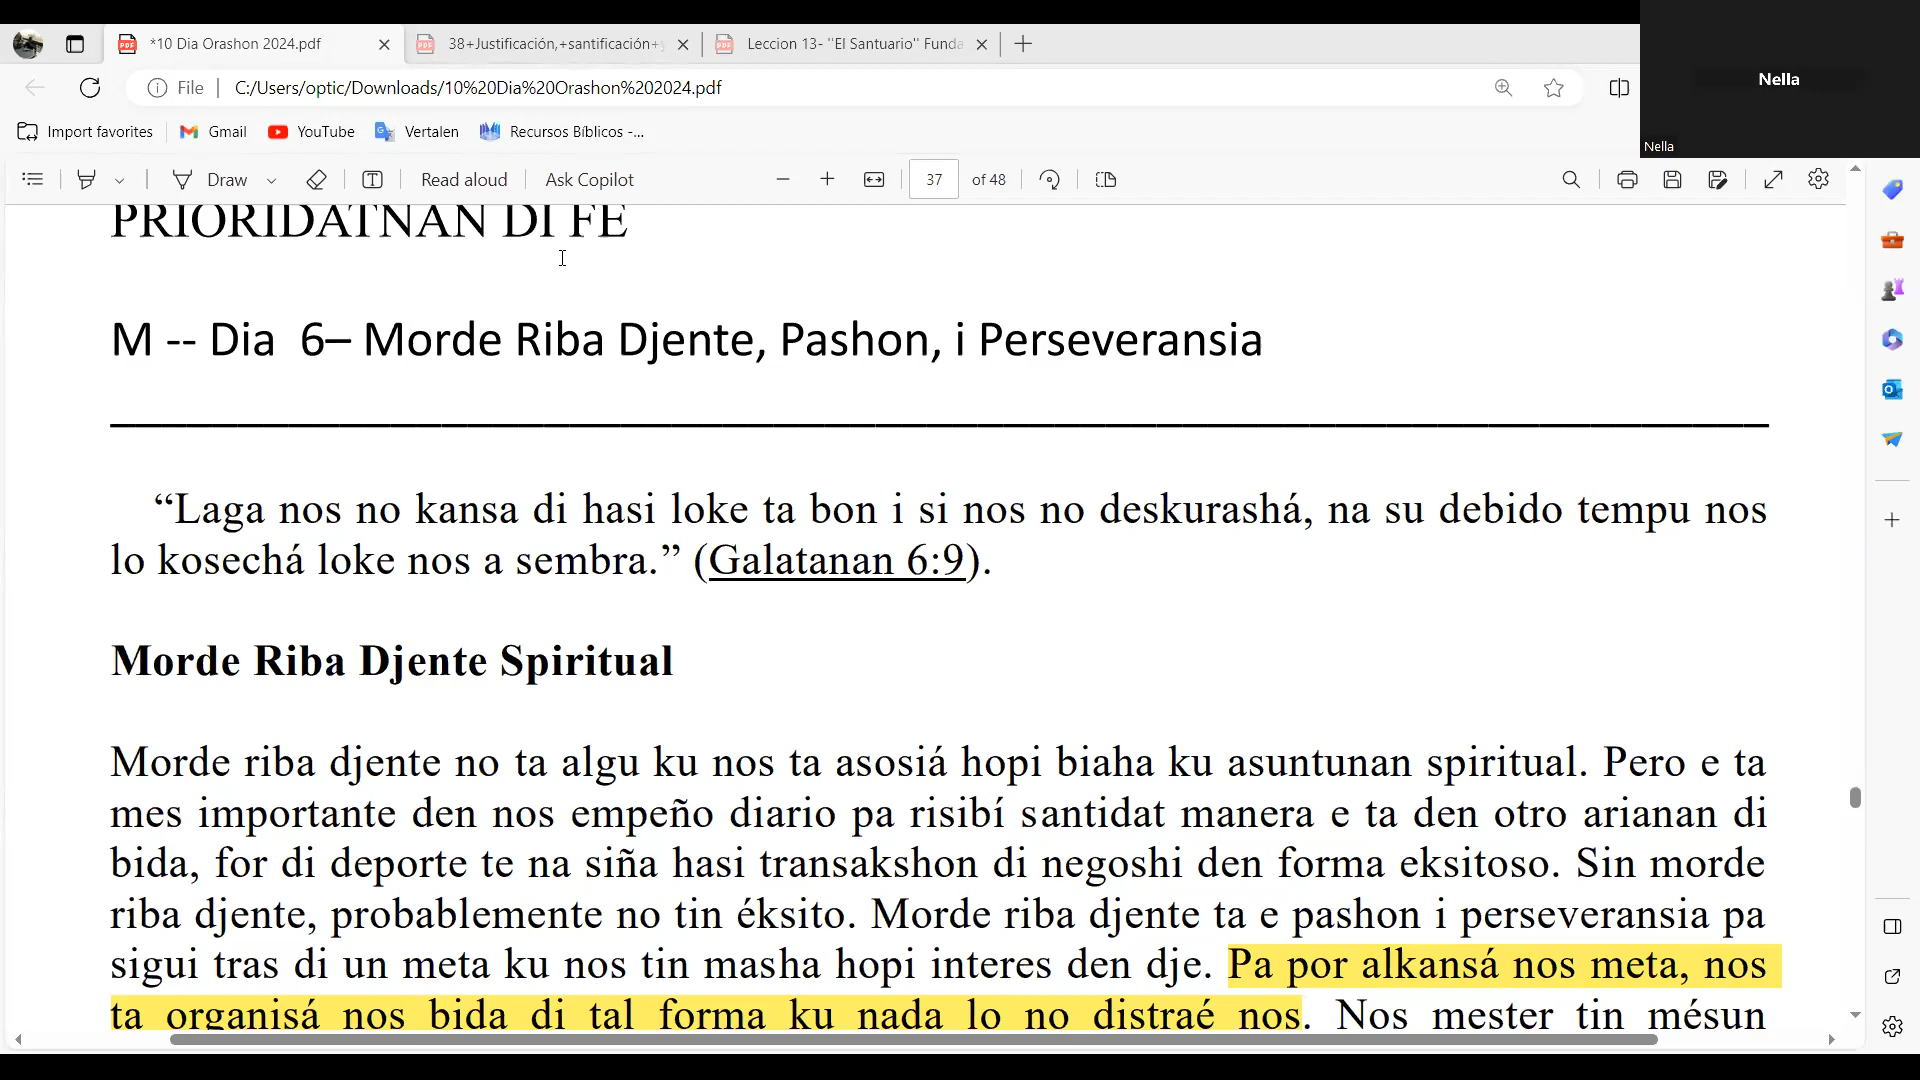 *10 Dia Orashon 2024.pdf
38+Justificación,+santificación+
Leccion 13- "El Santuario" Funda
File
C:/Users/optic/Downloads/10%20Dia%20Orashon%202024.pdf
Nella
Nella
Import favorites
Gmail
YouTube
Vertalen
Recursos Bíblicos -...
Draw
Read aloud
Ask Copilot
37
of 48
PRIORIDATNAN DI FE
M -- Dia 6– Morde Riba Djente, Pashon, i Perseveransia
“Laga nos no kansa di hasi loke ta bon i si nos no deskurashá, na su debido tempu nos
lo kosechá loke nos a sembra.” (Galatanan 6:9).
Morde Riba Djente Spiritual
Morde riba djente no ta algu ku nos ta asosiá hopi biaha ku asuntunan spiritual. Pero e ta
mes importante den nos empeño diario pa risibí santidat manera e ta den otro arianan di
bida, for di deporte te na siña hasi transakshon di negoshi den forma eksitoso. Sin morde
riba djente, probablemente no tin éksito. Morde riba djente ta e pashon i perseveransia pa
sigui tras di un meta ku nos tin masha hopi interes den dje. Pa por alkansá nos meta, nos
ta organisá nos bida di tal forma ku nada lo no distraé nos. Nos mester tin mésun